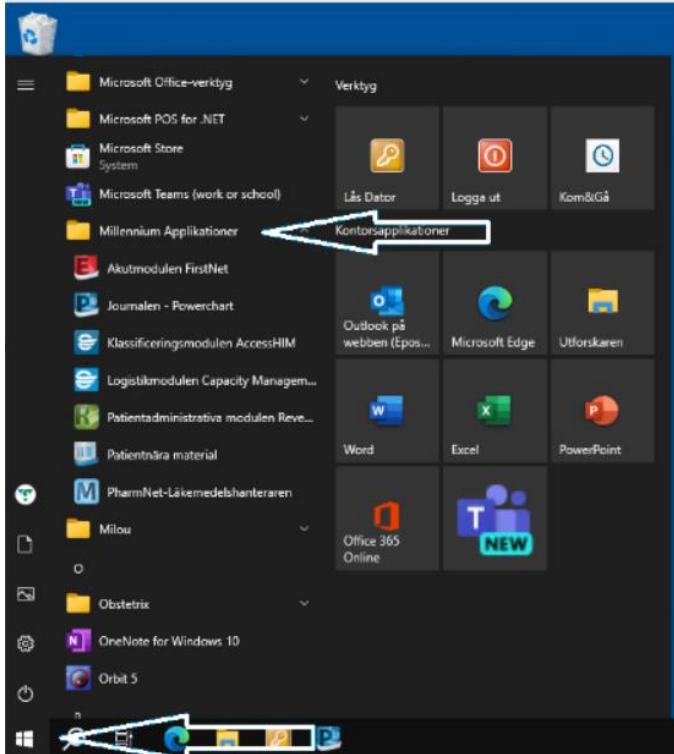 Microsoft Office-verktyg
Microsoft POS for .NET
Microsoft Store
System
Microsoft Teams (work or school)
Millennium Applikationer
Akutmodulen FirstNet
Journalen - Powerchart
Klassificeringsmodulen AccessHIM
Logistikmodulen Capacity Managem...
Patientadministrativa modulen Reve...
Patientnära material
PharmNet-Läkemedelshanteraren
Milou
O
Obstetrix
OneNote for Windows 10
Orbit 5
Verktyg
Lås Dator
Logga ut
Kom&Gå
Kontorsapplikationer
Outlook på
webben (Epos...
Microsoft Edge
Utforskaren
Word
Excel
PowerPoint
Office 365
Online
NEW